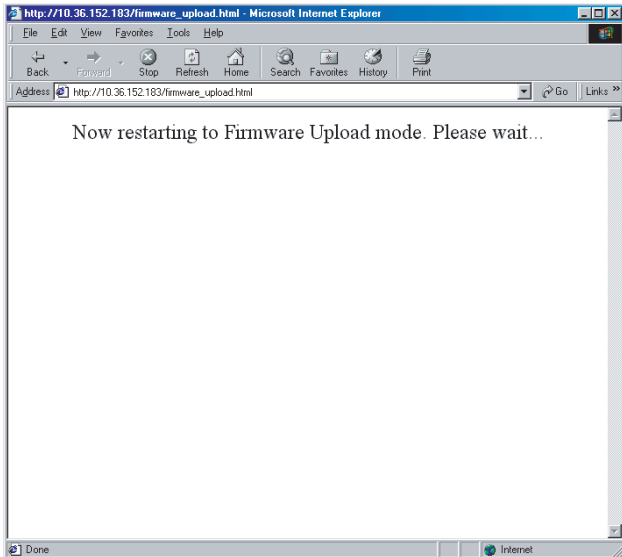 http://10.36.152.183/firmware_upload.html - Microsoft Internet Explorer
File Edit View Favorites Tools Help
Back Forward Stop Refresh Home Search Favorites History Print
Address http://10.36.152.183/firmware_upload.html Go Links »
Now restarting to Firmware Upload mode. Please wait...
Done Internet